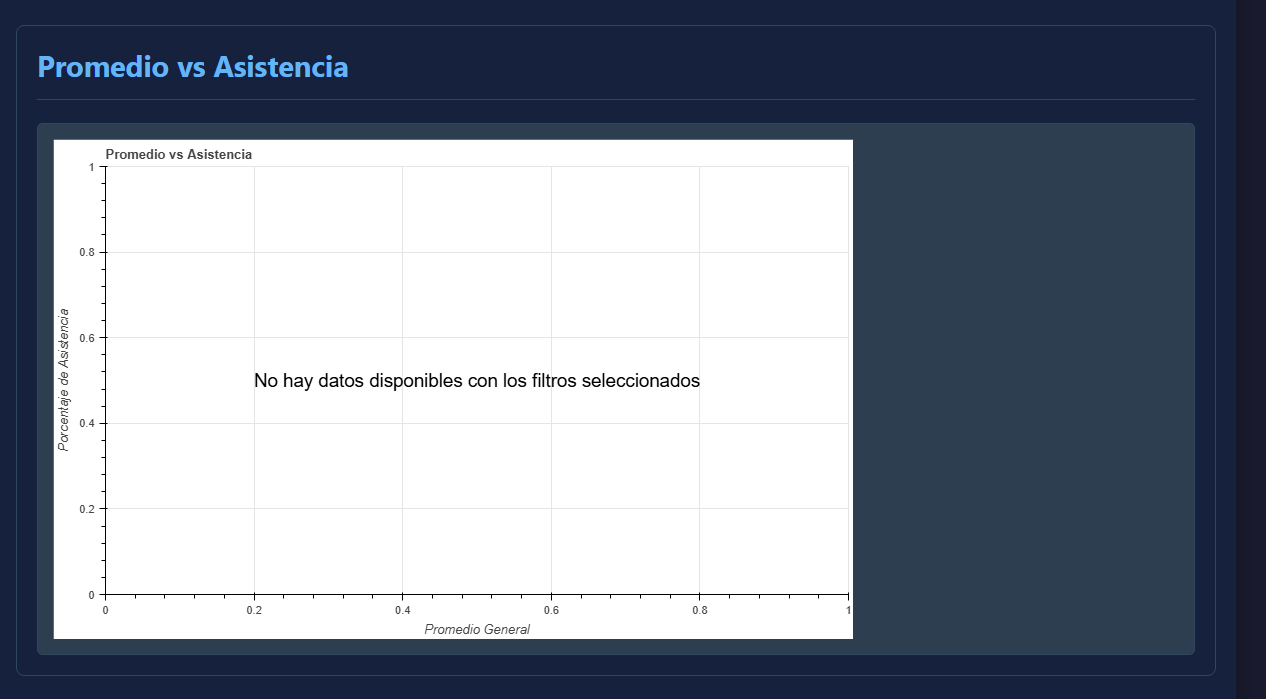 Promedio vs Asistencia
Promedio vs Asistencia
1
0.8
0.6
0.4
0.2
0
Porcentaje de Asistencia
No hay datos disponibles con los filtros seleccionados
0 0.2 0.4 0.6 0.8 1
Promedio General